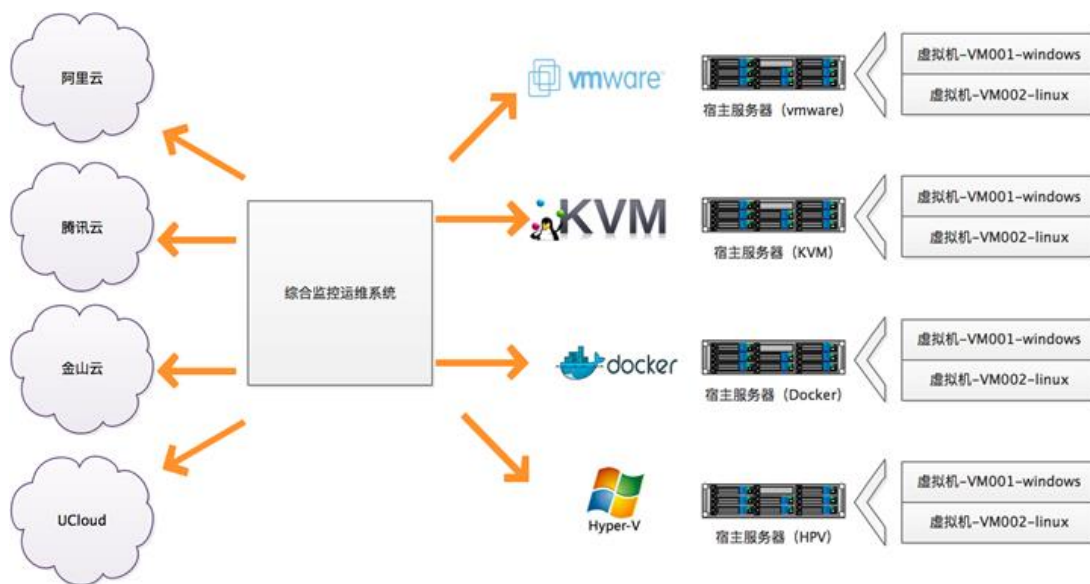 阿里云
腾讯云
金山云
UCloud
综合监控运维系统
vmware
宿主服务器（vmware）
虚拟机-VM001-windows
虚拟机-VM002-linux
KVM
宿主服务器（KVM）
虚拟机-VM001-windows
虚拟机-VM002-linux
docker
宿主服务器（Docker）
虚拟机-VM001-windows
虚拟机-VM002-linux
Hyper-V
宿主服务器（HPV）
虚拟机-VM001-windows
虚拟机-VM002-linux